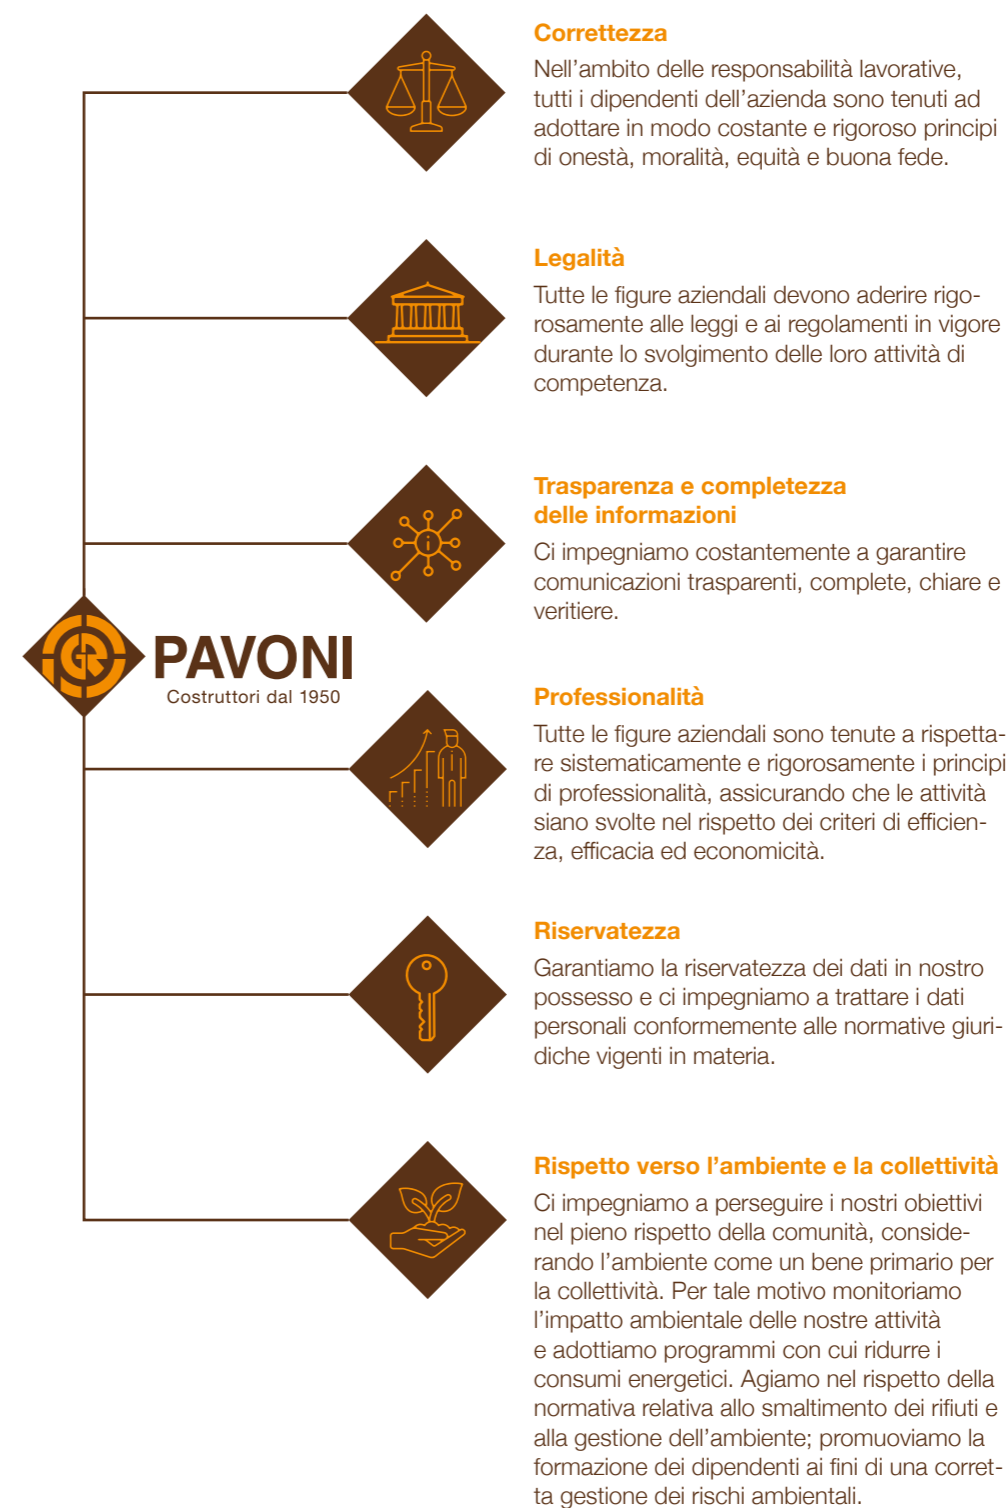 Correttezza
Nell’ambito delle responsabilità lavorative,
tutti i dipendenti dell’azienda sono tenuti ad
adottare in modo costante e rigoroso principi
di onestà, moralità, equità e buona fede.
Legalità
Tutte le figure aziendali devono aderire rigo-
rosamente alle leggi e ai regolamenti in vigore
durante lo svolgimento delle loro attività di
competenza.
Trasparenza e completezza
delle informazioni
Ci impegniamo costantemente a garantire
comunicazioni trasparenti, complete, chiare e
veritiere.
PAVONI
Costruttori dal 1950
Professionalità
Tutte le figure aziendali sono tenute a rispetta-
re sistematicamente e rigorosamente i principi
di professionalità, assicurando che le attività
siano svolte nel rispetto dei criteri di efficien-
za, efficacia ed economicità.
Riservatezza
Garantiamo la riservatezza dei dati in nostro
possesso e ci impegniamo a trattare i dati
personali conformemente alle normative giuri-
diche vigenti in materia.
Rispetto verso l’ambiente e la collettività
Ci impegniamo a perseguire i nostri obiettivi
nel pieno rispetto della comunità, conside-
rando l’ambiente come un bene primario per
la collettività. Per tale motivo monitoriamo
l’impatto ambientale delle nostre attività
e adottiamo programmi con cui ridurre i
consumi energetici. Agiamo nel rispetto della
normativa relativa allo smaltimento dei rifiuti e
alla gestione dell’ambiente; promuoviamo la
formazione dei dipendenti ai fini di una corret-
ta gestione dei rischi ambientali.